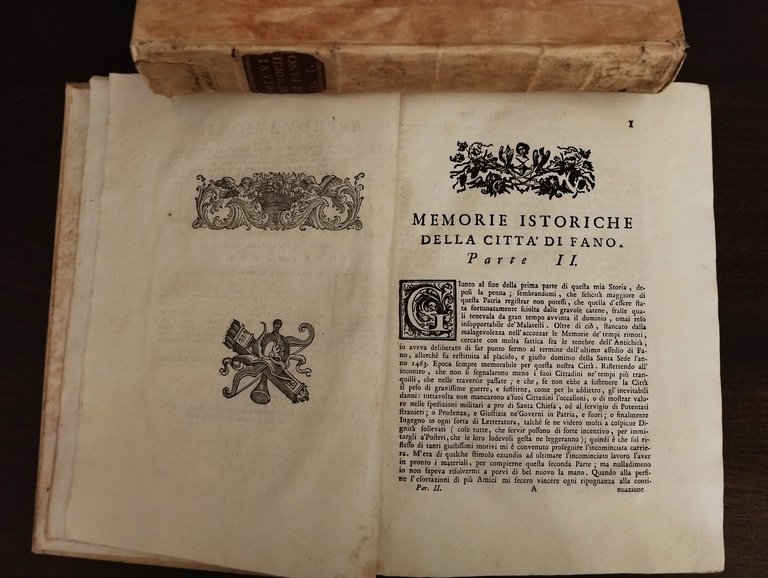 MIANI
MEMORIE
DI FANO
I.
I
MEMORIE ISTORICHE
DELLA CITTA' DI FANO.
Parte II.
GIunto al fine della prima parte di queſta mia Storia, de-
poſi la penna; ſembrandomi, che felicità maggiore di
queſta Patria regiſtrar non poteſſi, che quella d'eſſere ſta-
ta fortunatamente ſciolta dalle gravoſe catene, fralle
quali tenevala da gran tempo avvinta il dominio, omai reſo
inſopportabile de'Malateſti. Oltre di ciò, ſtancato dalla
malagevolezza nell'accozzar le Memorie de' tempi rimoti,
cercate con molta fattica fra le tenebre dell'Antichità,
io aveva deliberato di far punto fermo al termine dell'ultimo aſſedio di Fa-
no, allorchè fu reſtituita al placido, e giuſto dominio della Santa Sede l'an-
no 1463. Epoca ſempre memorabile per queſta noſtra Città. Riflettendo all'
incontro, che non ſi ſegnalarono meno i ſuoi Cittadini ne' tempi più tran-
quilli, che nelle traverſie paſſate; e che, ſe non ebbe a ſoſtenere la Città
il peſo di graviſſime guerre, e ſoffrirne, come per lo addietro, gl'inevitabili
danni: tuttavolta non mancarono a'ſuoi Cittadini l'occaſioni, o di moſtrar valore
nelle ſpedizioni militari a pro di Santa Chieſa, od al ſervigio di Potentati
ſtranieri; o Prudenza, e Giuſtizia ne'Governi in Patria, e fuori; o finalmente
Ingegno in ogni ſorta di Letteratura, talchè ſe ne videro molti a coſpicue Di-
gnità ſollevati ( coſe tutte, che ſervir poſſono di forte incentivo, per immi-
targli a'Poſteri, che le loro lodevoli geſta ne leggeranno ); quindi è che ſul ri-
fleſſo di tanti giuſtiſſimi motivi mi è convenuto proſeguire l'incominciata carrie-
ra. M'era di qualche ſtimolo eziandio ad ultimare l'incominciato lavoro l'aver
in pronto i materiali, per compierne queſta ſeconda Parte; ma nulladimeno
io non ſapeva riſolvermi a porvi di bel nuovo la mano. Quando alla perfi-
ne l'eſortazioni di più Amici mi fecero vincere ogni ripugnanza alla conti-
Par. II. A nuazione